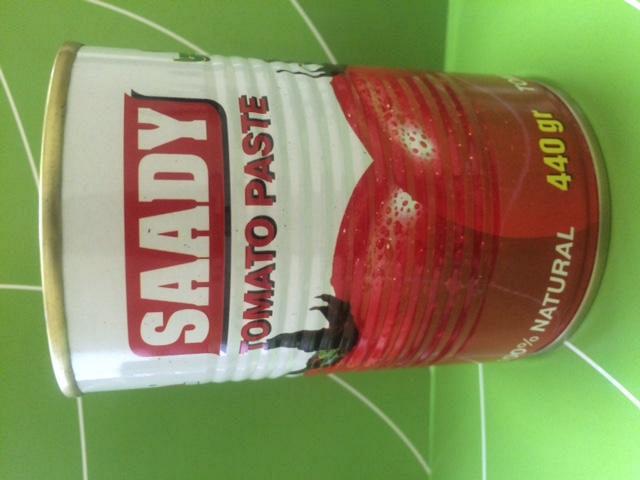 SAADY
TOMATO PASTE
440 gr
NATURAL